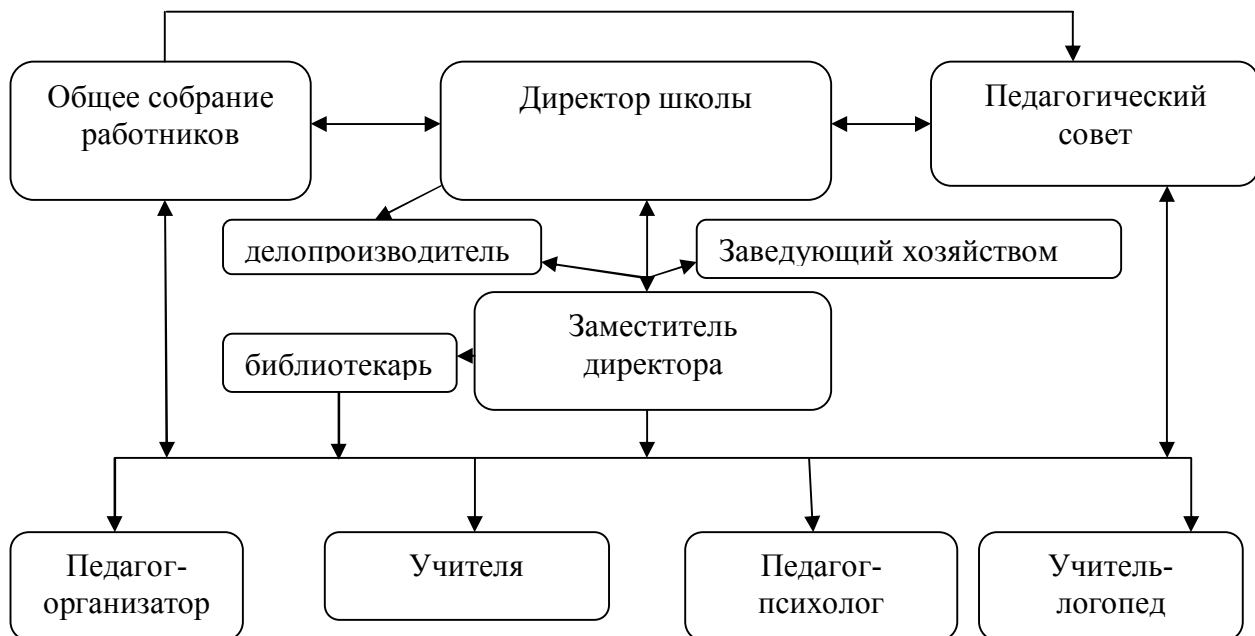 Общее собрание
работников
Директор школы
Педагогический
совет
делопроизводитель
Заведующий хозяйством
Заместитель
директора
библиотекарь
Педагог-
организатор
Учителя
Педагог-
психолог
Учитель-
логопед